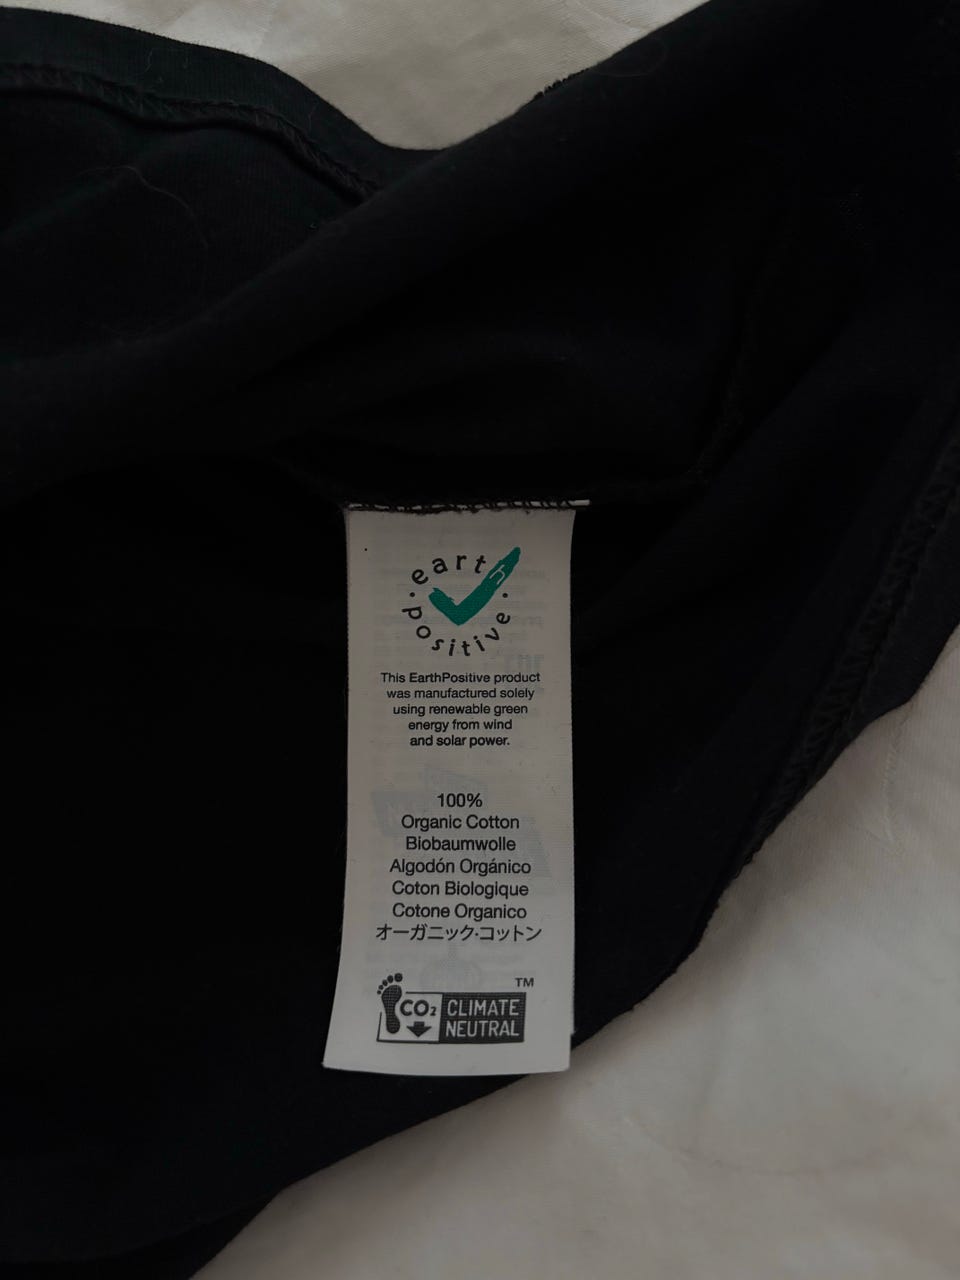 earth
positive
This EarthPositive product
was manufactured solely
using renewable green
energy from wind
and solar power.
100%
Organic Cotton
Biobaumwolle
Algodón Orgánico
Coton Biologique
Cotone Organico
オーガニック·コットン
TM
CO₂ CLIMATE
NEUTRAL